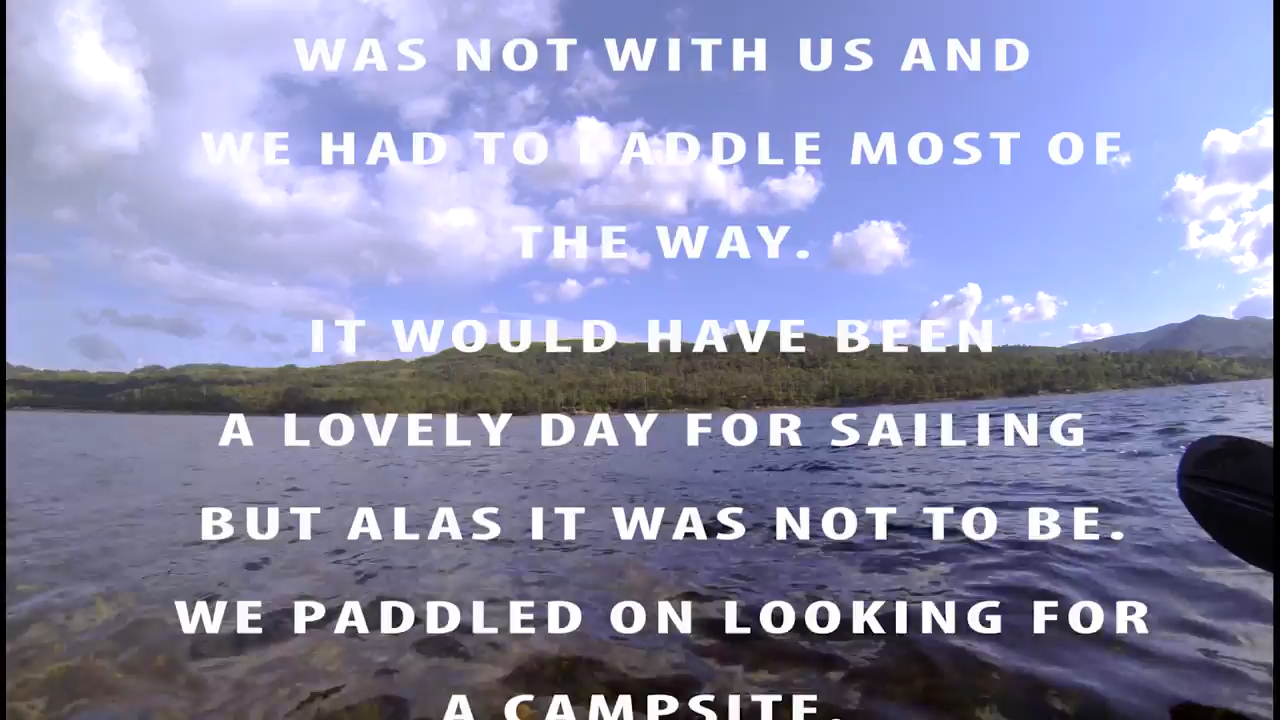 WAS NOT WITH US AND
WE HAD TO PADDLE MOST OF
THE WAY.
IT WOULD HAVE BEEN
A LOVELY DAY FOR SAILING
BUT ALAS IT WAS NOT TO BE.
WE PADDLED ON LOOKING FOR
A CAMPSITE.